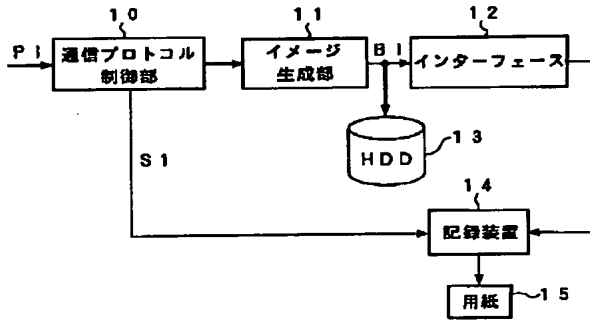 10
11
12
P1
通信プロトコル
制御部
イメージ
生成部
B1
インターフェース
HDD
13
S1
14
記録装置
用紙
15